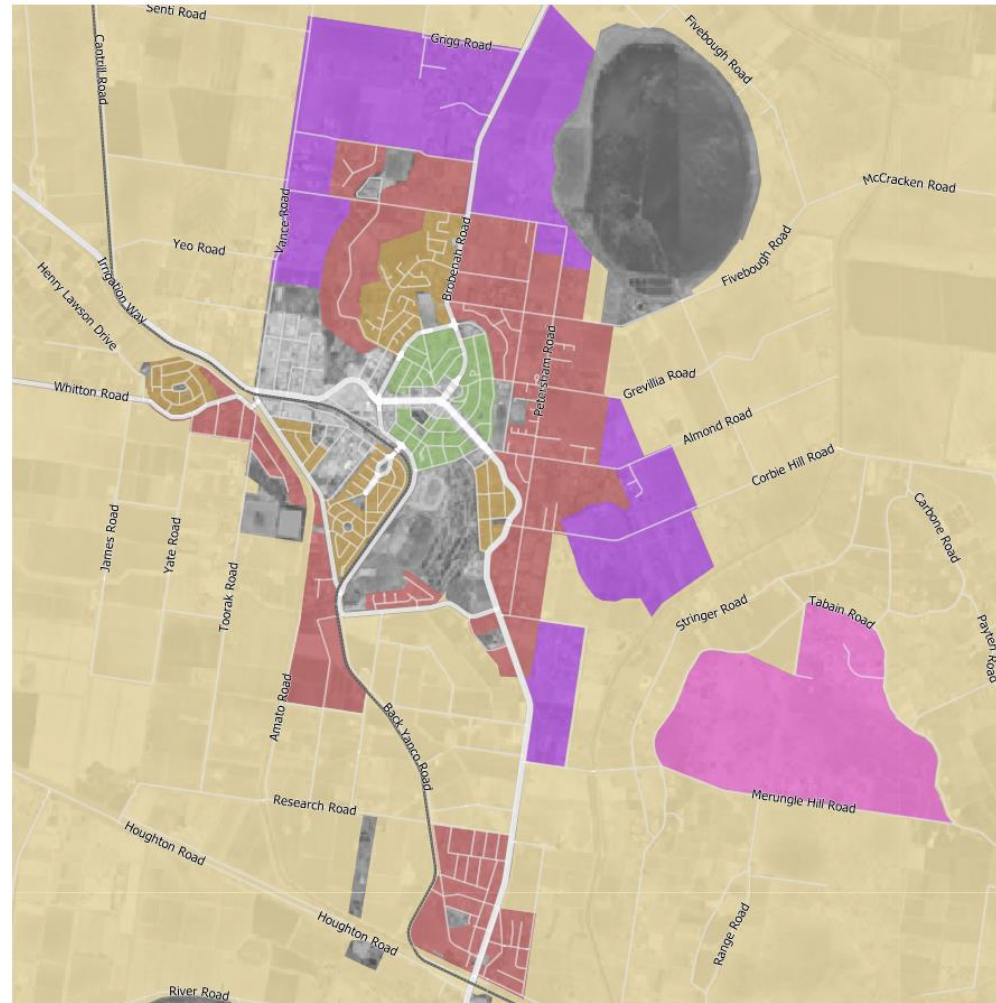 Senti Road
Grigg Road
Fivebough Road
Cantrill Road
McCracken Road
Vance Road
Yeo Road
Brobenah Road
Fivebough Road
Henry Lawson Drive
Irrigation Way
Petersham Road
Whitton Road
Grevillia Road
Almond Road
Corbie Hill Road
James Road
Yate Road
Toorak Road
Carbone Road
Stringer Road
Tabain Road
Payten Road
Amato Road
Back Yanco Road
Merungle Hill Road
Research Road
Houghton Road
Houghton Road
Range Road
River Road